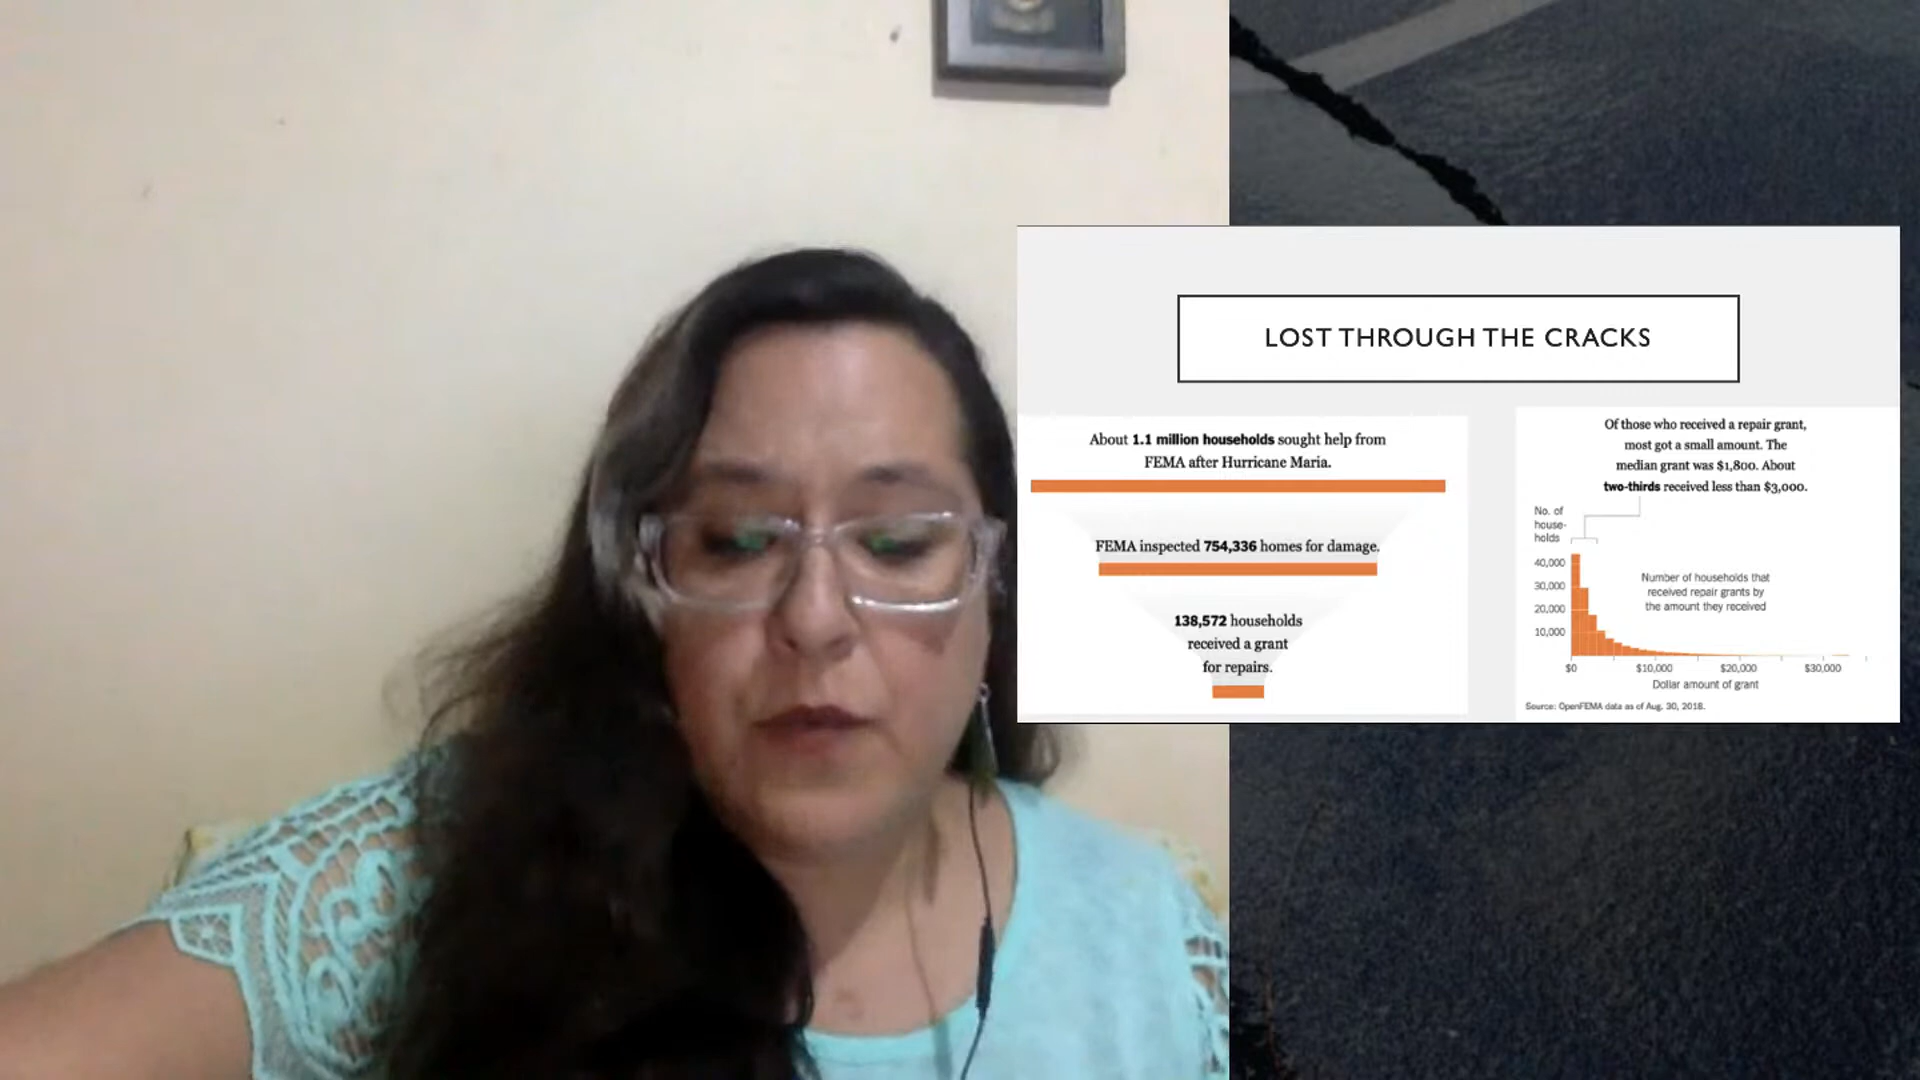 LOST THROUGH THE CRACKS
About 1.1 million households sought help from
FEMA after Hurricane Maria.
FEMA inspected 754,336 homes for damage.
138,572 households
received a grant
for repairs.
Of those who received a repair grant,
most got a small amount. The
median grant was $1,800. About
two-thirds received less than $3,000.
No. of
house-
holds
40,000
30,000
20,000
10,000
Number of households that
received repair grants by
the amount they received
$0 $10,000 $20,000 $30,000
Dollar amount of grant
Source: OpenFEMA data as of Aug. 30, 2018.